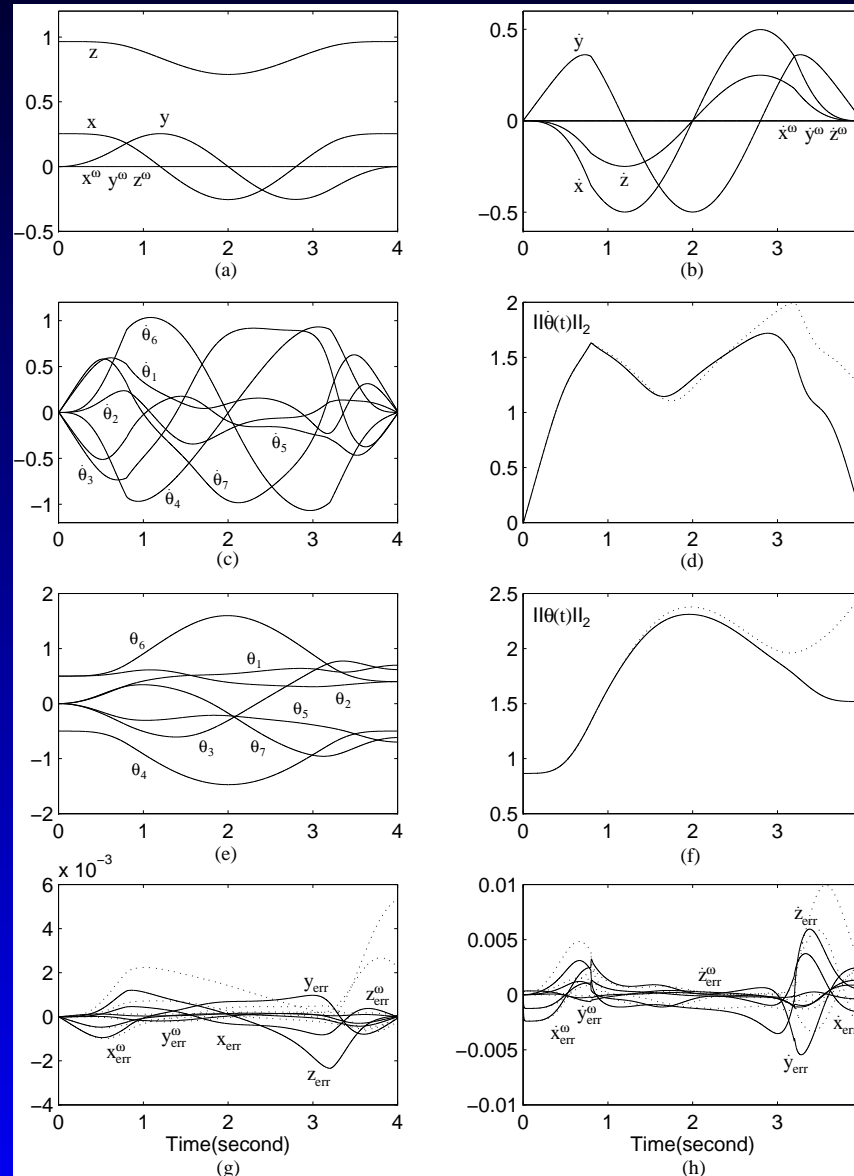 1
0.5
0
−0.5
z
x
y
xω yω zω
0 1 2 3 4
(a)
0.5
0
−0.5
ẏ
ẋ
ż
ẋω ẏω żω
0 1 2 3
(b)
1
0.5
0
−0.5
−1
θ̇6
θ̇1
θ̇2
θ̇5
θ̇3
θ̇4
θ̇7
0 1 2 3 4
(c)
2
1.5
1
0.5
0
||θ̇(t)||2
0 1 2 3
(d)
2
1
0
−1
−2
θ6
θ1
θ2
θ5
θ3
θ7
θ4
0 1 2 3 4
(e)
2.5
2
1.5
1
0.5
||θ(t)||2
0 1 2 3
(f)
x 10−3
6
4
2
0
−2
−4
yerr
zωerr
xωerr
yωerr
xerr
zerr
0 1 2 3 4
Time(second)
(g)
0.01
0.005
0
−0.005
−0.01
żerr
żωerr
ẋωerr
ẏωerr
ẋerr
ẏerr
0 1 2 3
Time(second)
(h)